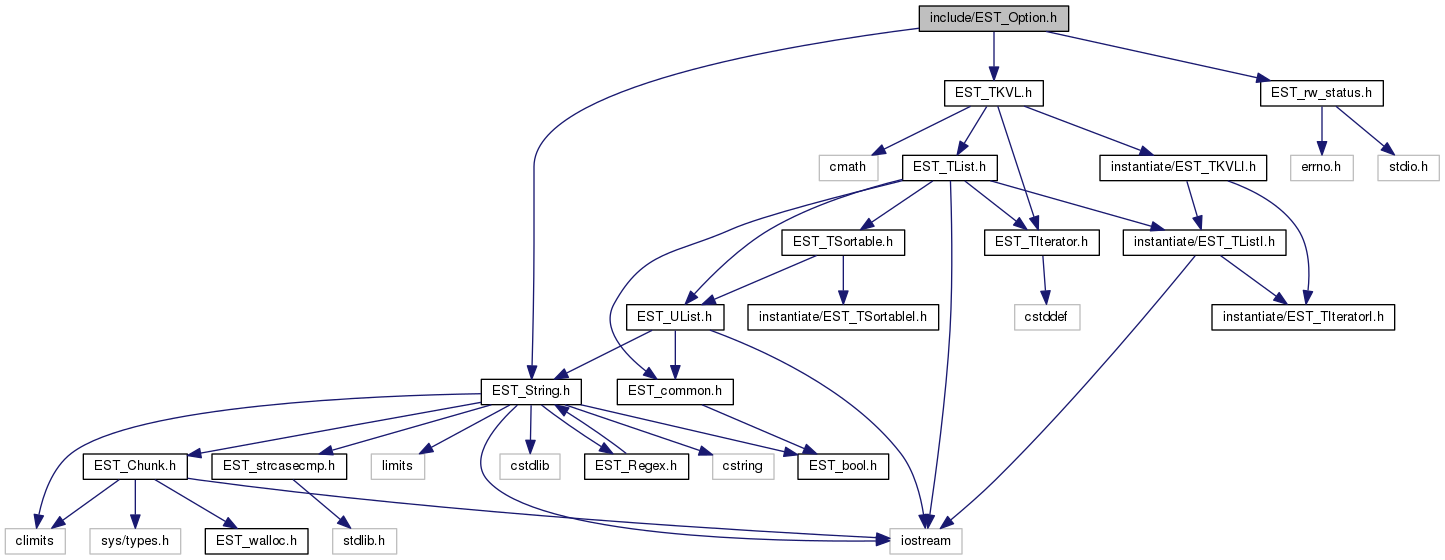 include/EST_Option.h
EST_TKVL.h
EST_rw_status.h
cmath
EST_TList.h
instantiate/EST_TKVLI.h
errno.h
stdio.h
EST_TSortable.h
EST_TIterator.h
instantiate/EST_TListI.h
EST_UList.h
instantiate/EST_TSortableI.h
cstddef
instantiate/EST_TIteratorI.h
EST_String.h
EST_common.h
EST_Chunk.h
EST_strcasecmp.h
limits
cstdlib
EST_Regex.h
cstring
EST_bool.h
climits
sys/types.h
EST_walloc.h
stdlib.h
iostream